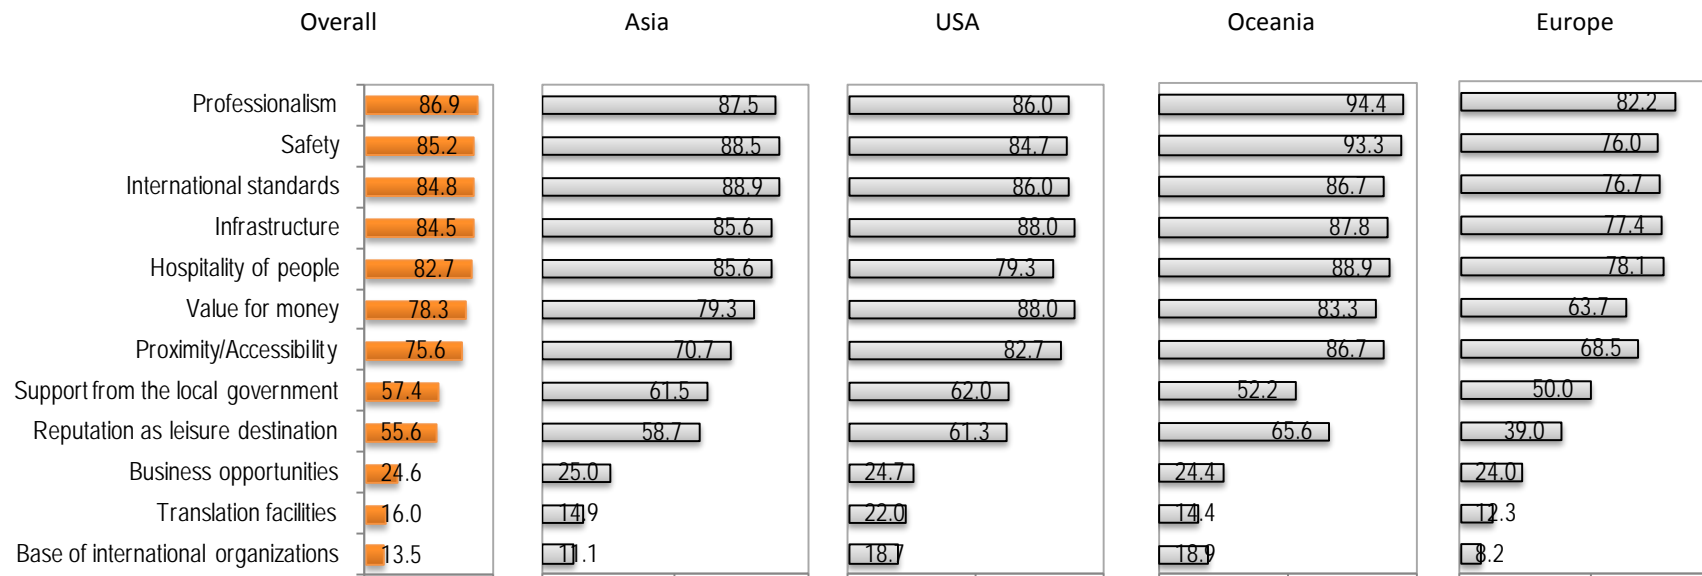 Overall Asia USA Oceania Europe
Professionalism 86.9 87.5 86.0 94.4 82.2
Safety 85.2 88.5 84.7 93.3 76.0
International standards 84.8 88.9 86.0 86.7 76.7
Infrastructure 84.5 85.6 88.0 87.8 77.4
Hospitality of people 82.7 85.6 79.3 88.9 78.1
Value for money 78.3 79.3 88.0 83.3 63.7
Proximity/Accessibility 75.6 70.7 82.7 86.7 68.5
Support from the local government 57.4 61.5 62.0 52.2 50.0
Reputation as leisure destination 55.6 58.7 61.3 65.6 39.0
Business opportunities 24.6 25.0 24.7 24.4 24.0
Translation facilities 16.0 14.9 22.0 14.4 12.3
Base of international organizations 13.5 11.1 18.7 18.9 8.2